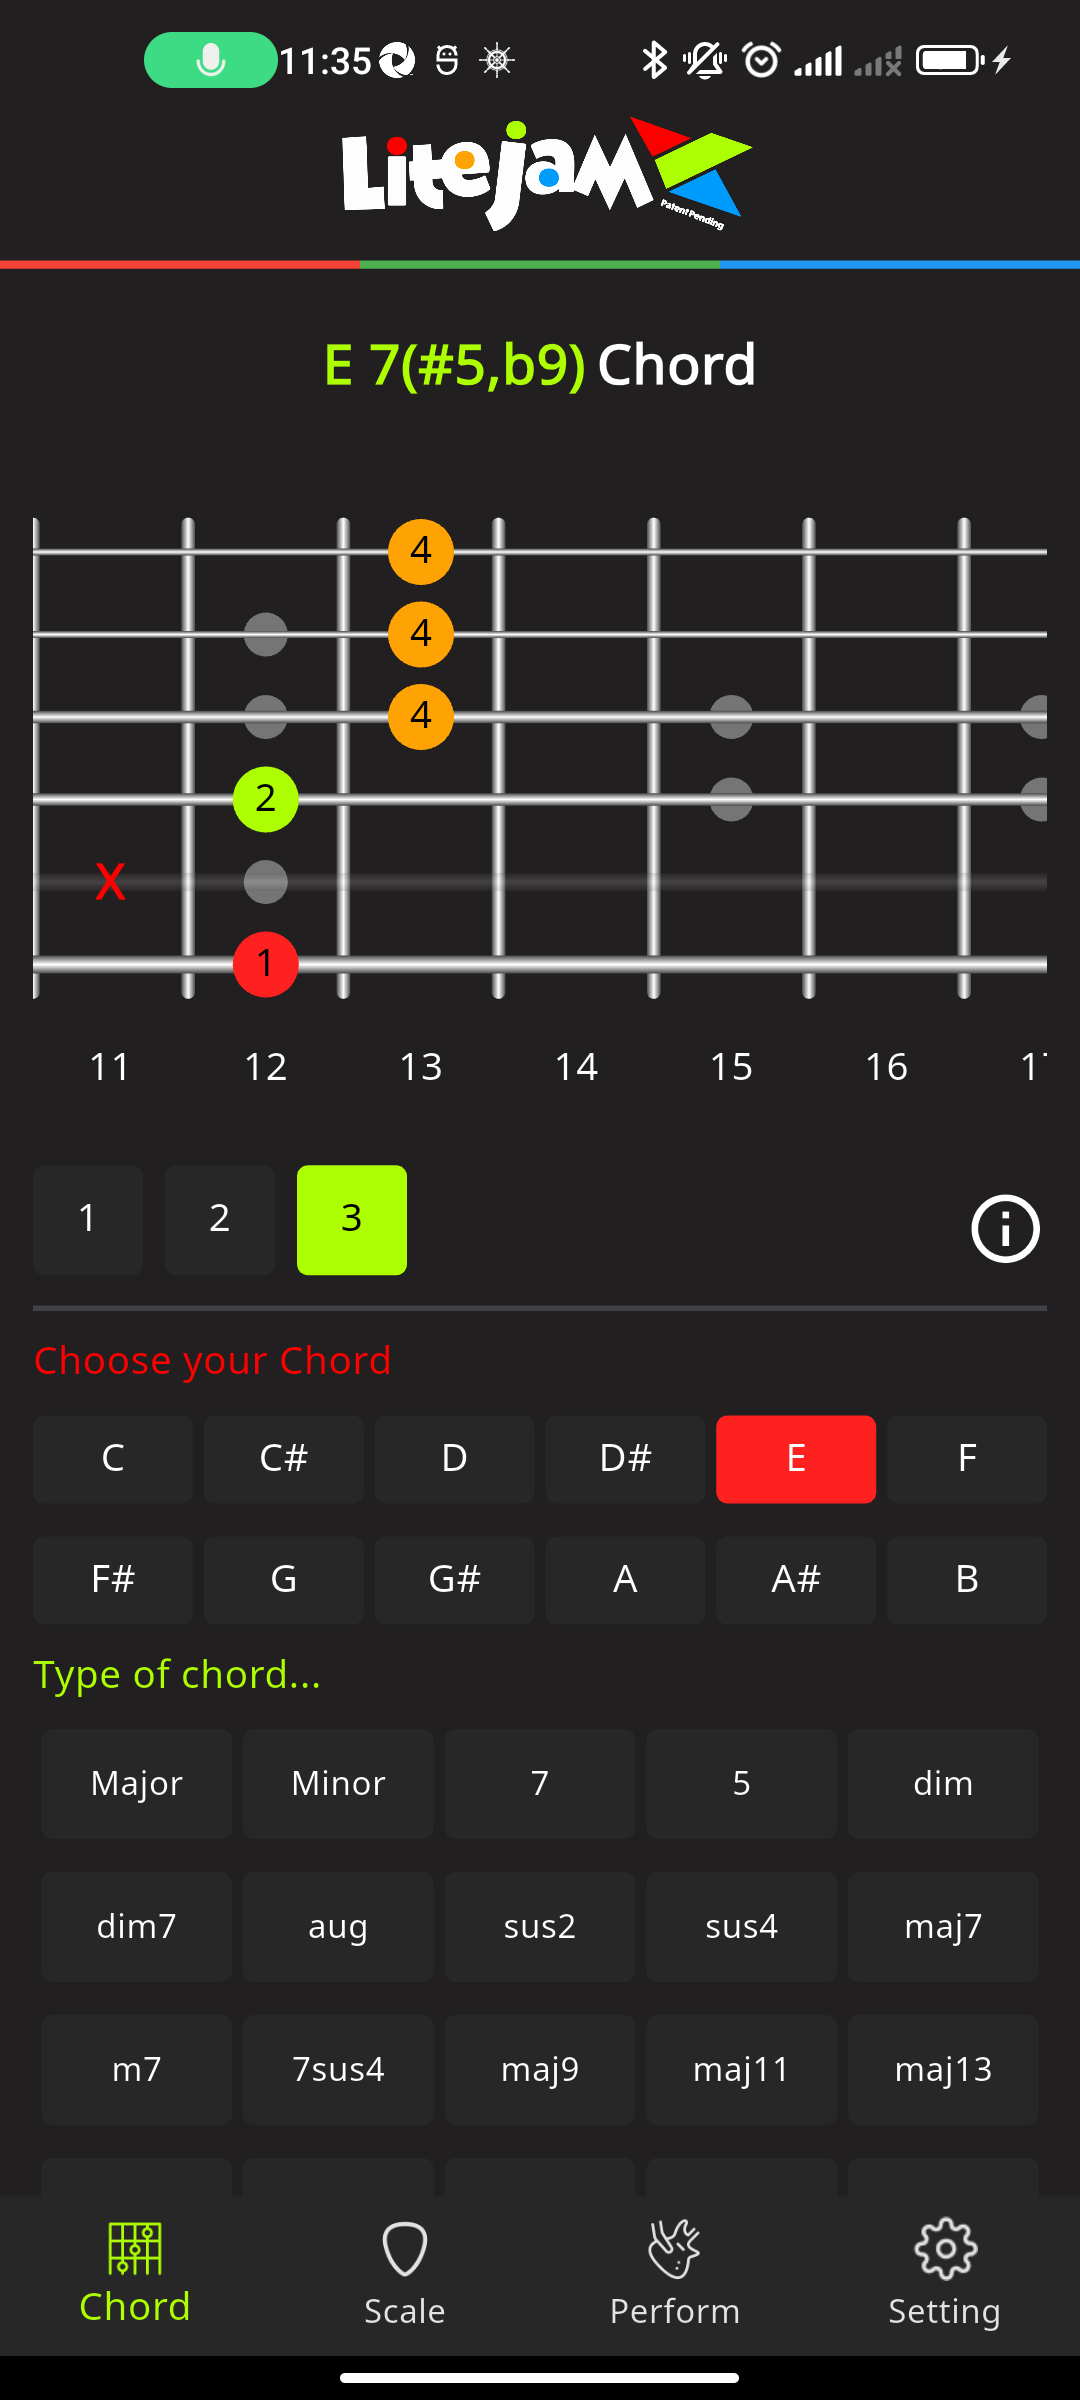 11:35
Litejam
Patent Pending
E 7(#5,b9) Chord
4
4
4
2
X
1
11 12 13 14 15 16
1 2 3
Choose your Chord
C C# D D# E F
F# G G# A A# B
Type of chord...
Major Minor 7 5 dim
dim7 aug sus2 sus4 maj7
m7 7sus4 maj9 maj11 maj13
Chord Scale Perform Setting